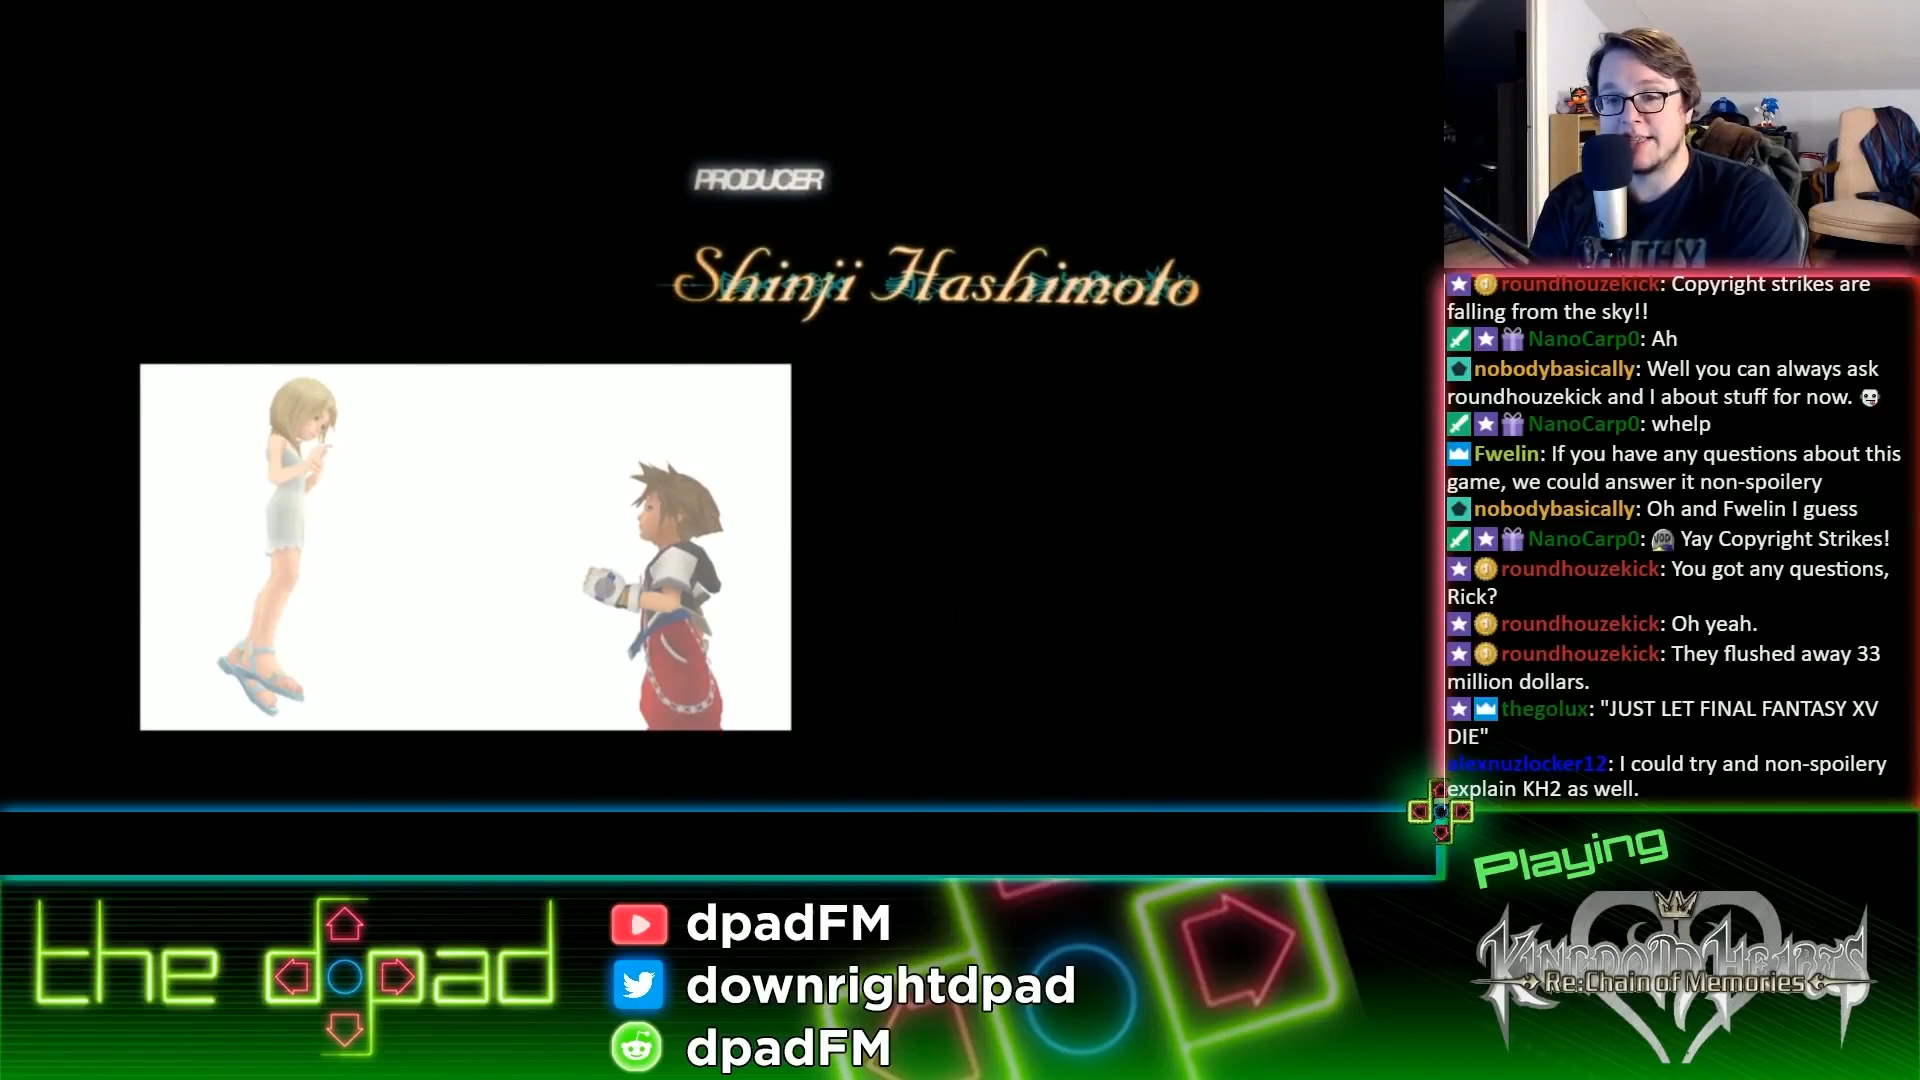 PRODUCER
Shinji Hashimoto
roundhouzekick: Copyright strikes are
falling from the sky!!
NanoCarp0: Ah
nobodybasically: Well you can always ask
roundhouzekick and I about stuff for now.
NanoCarp0: whelp
Fwelin: If you have any questions about this
game, we could answer it non-spoilery
nobodybasically: Oh and Fwelin I guess
NanoCarp0: Yay Copyright Strikes!
roundhouzekick: You got any questions,
Rick?
roundhouzekick: Oh yeah.
roundhouzekick: They flushed away 33
million dollars.
thegolux: "JUST LET FINAL FANTASY XV
DIE"
alexnuzlocker12: I could try and non-spoilery
explain KH2 as well.
Playing
KINGDOM HEARTS
Re:Chain of Memories
the dpad
dpadFM
downrightdpad
dpadFM